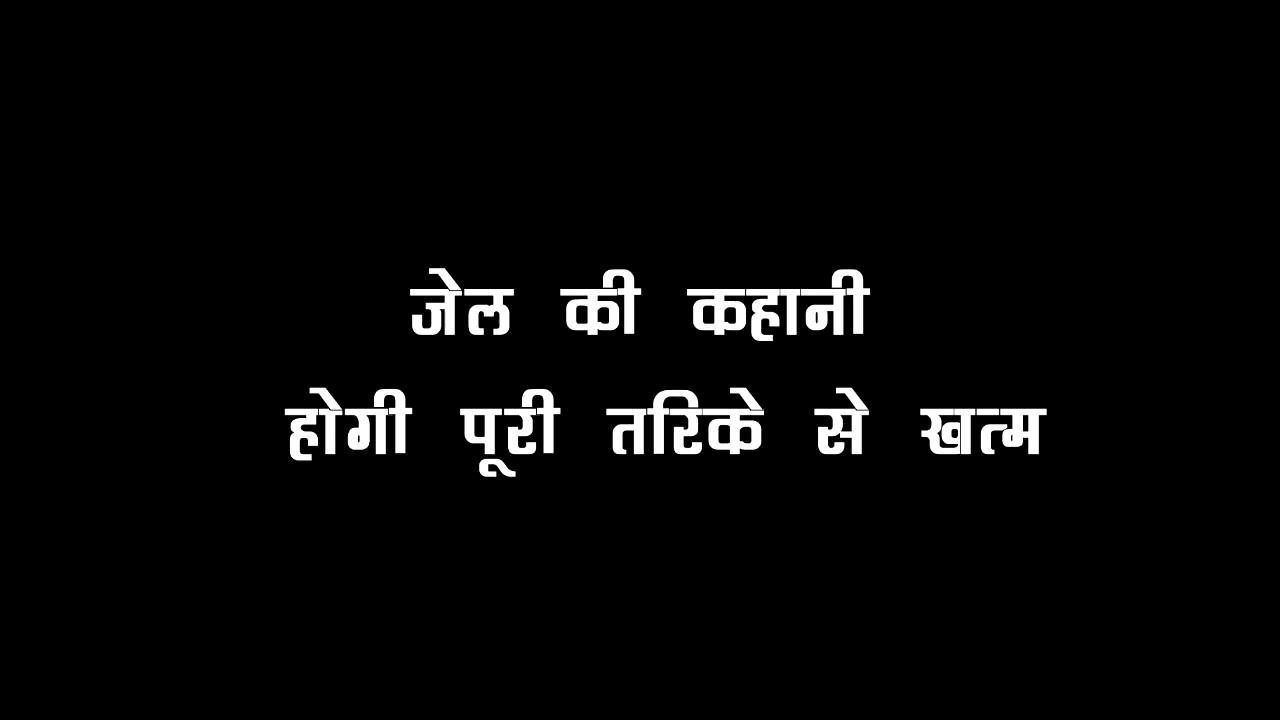 जेल की कहानी
होगी पूरी तरिके से खत्म